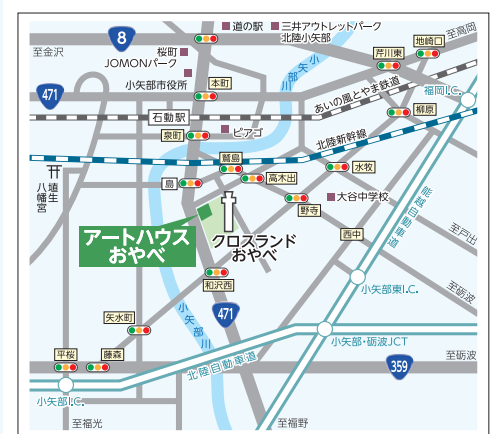 道の駅
三井アウトレットパーク
北陸小矢部
至高岡
地崎口
8
至金沢
桜町
JOMONパーク
芹川東
小矢部川
小矢部市役所
本町
471
あいの風とやま鉄道
福岡I.C.
柳原
石動駅
泉町
ピアゴ
北陸新幹線
鷲島
水牧
島
高木出
埴生
八幡宮
大谷中学校
野寺
能越自動車道
アートハウス
おやべ
クロスランド
おやべ
西中
至戸出
和沢西
小矢部東I.C.
至砺波
471
小矢部川
矢水町
小矢部・砺波JCT
平桜
藤森
北陸自動車道
至砺波
359
小矢部I.C.
至福光
至福野